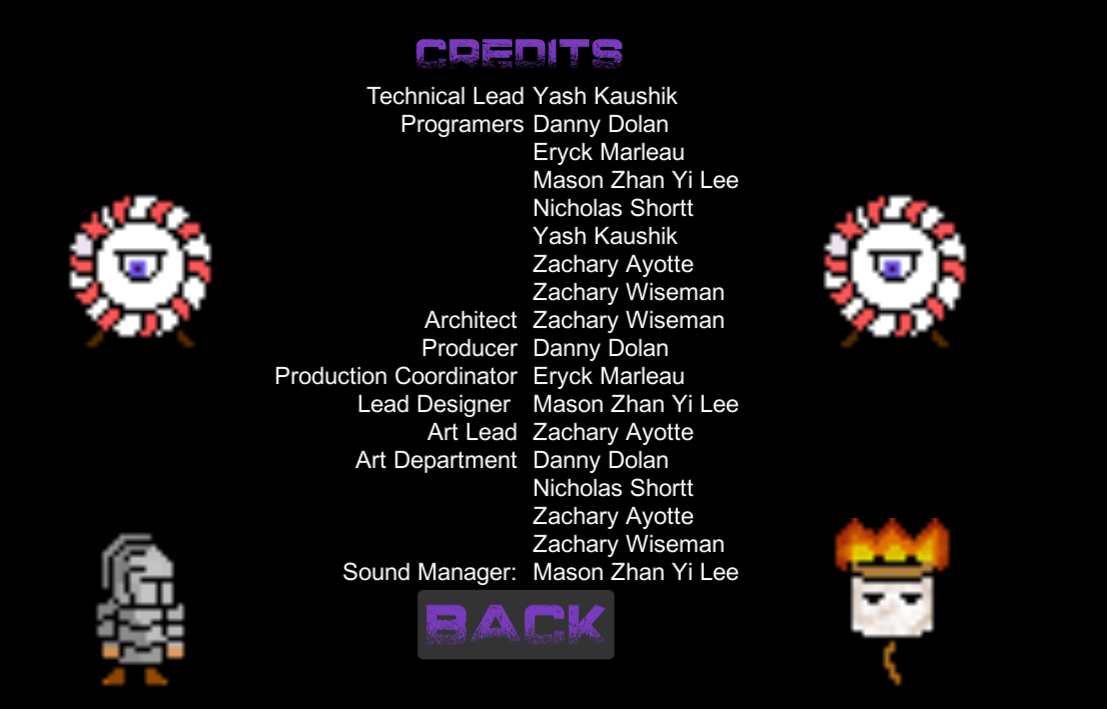 CREDITS
Technical Lead Yash Kaushik
Programers Danny Dolan
Eryck Marleau
Mason Zhan Yi Lee
Nicholas Shortt
Yash Kaushik
Zachary Ayotte
Zachary Wiseman
Architect Zachary Wiseman
Producer Danny Dolan
Production Coordinator Eryck Marleau
Lead Designer Mason Zhan Yi Lee
Art Lead Zachary Ayotte
Art Department Danny Dolan
Nicholas Shortt
Zachary Ayotte
Zachary Wiseman
Sound Manager: Mason Zhan Yi Lee
BACK